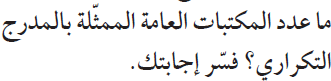 ما عدد المكتبات العامة الممثّلة بالمدرج
التكراري؟ فسّر إجابتك.